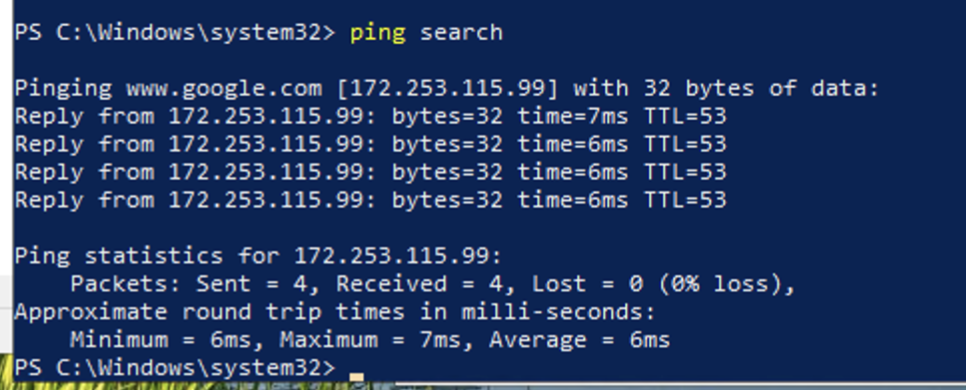 PS C:\Windows\system32> ping search
Pinging www.google.com [172.253.115.99] with 32 bytes of data:
Reply from 172.253.115.99: bytes=32 time=7ms TTL=53
Reply from 172.253.115.99: bytes=32 time=6ms TTL=53
Reply from 172.253.115.99: bytes=32 time=6ms TTL=53
Reply from 172.253.115.99: bytes=32 time=6ms TTL=53
Ping statistics for 172.253.115.99:
Packets: Sent = 4, Received = 4, Lost = 0 (0% loss),
Approximate round trip times in milli-seconds:
Minimum = 6ms, Maximum = 7ms, Average = 6ms
PS C:\Windows\system32>